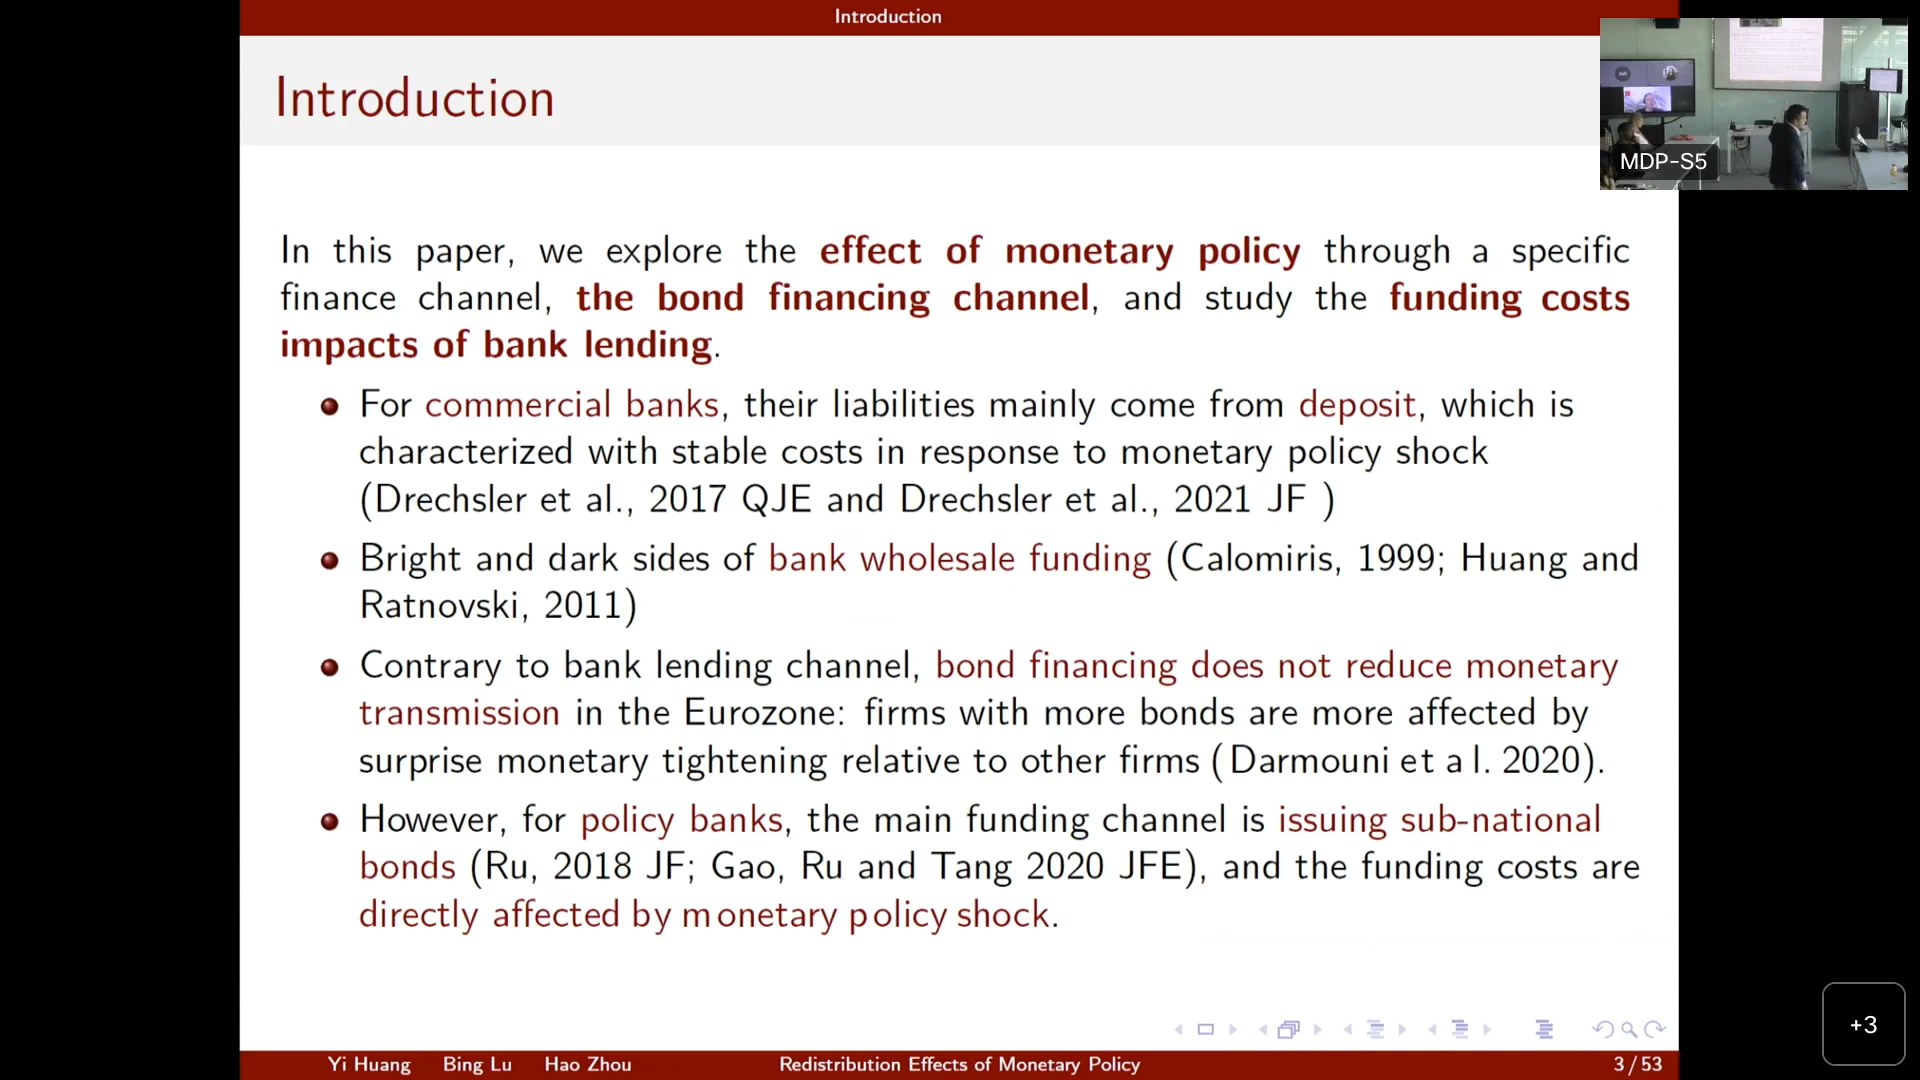 Introduction
Introduction
In this paper, we explore the effect of monetary policy through a specific
finance channel, the bond financing channel, and study the funding costs
impacts of bank lending.
For commercial banks, their liabilities mainly come from deposit, which is
characterized with stable costs in response to monetary policy shock
(Drechsler et al., 2017 QJE and Drechsler et al., 2021 JF )
Bright and dark sides of bank wholesale funding (Calomiris, 1999; Huang and
Ratnovski, 2011)
Contrary to bank lending channel, bond financing does not reduce monetary
transmission in the Eurozone: firms with more bonds are more affected by
surprise monetary tightening relative to other firms (Darmouni et al. 2020).
However, for policy banks, the main funding channel is issuing sub-national
bonds (Ru, 2018 JF; Gao, Ru and Tang 2020 JFE), and the funding costs are
directly affected by monetary policy shock.
Yi Huang Bing Lu Hao Zhou Redistribution Effects of Monetary Policy 3 / 53
AW
MDP-S5
+3